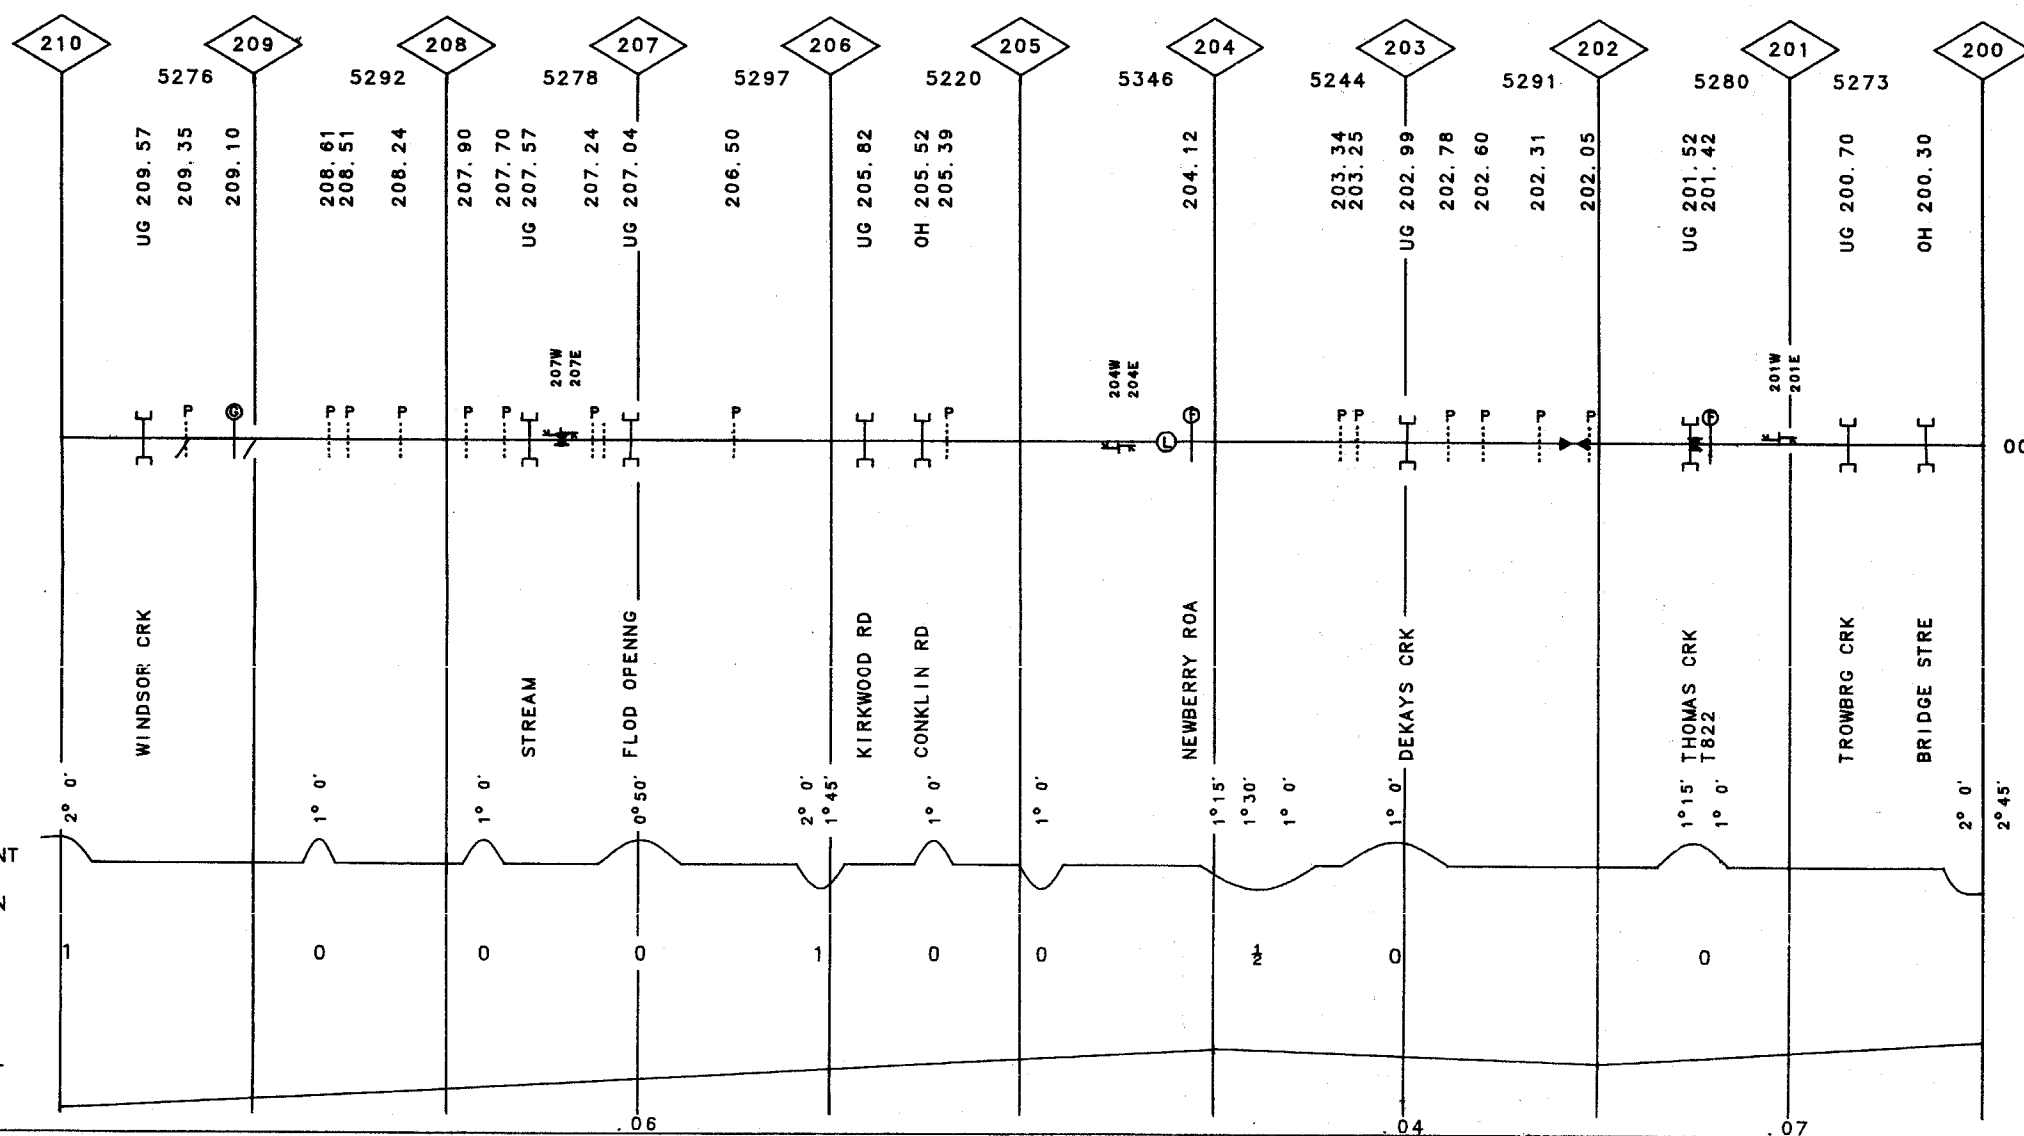 210 209 208 207 206 205 204 203 202 201 200
5276 5292 5278 5297 5220 5346 5244 5291 5280 5273
UG 209.57
209.35
209.10
208.61
208.51
208.24
207.90
207.70
UG 207.57
207.24
UG 207.04
206.50
UG 205.82
OH 205.52
205.39
204.12
203.34
203.25
UG 202.99
202.78
202.60
202.31
202.05
UG 201.52
201.42
UG 200.70
OH 200.30
207W
207E
204W
204E
201W
201E
P G P P P P P P P L F P P P P P P F
00
WINDSOR CRK
STREAM
FLOD OPENNG
KIRKWOOD RD
CONKLIN RD
NEWBERRY ROA
DEKAYS CRK
THOMAS CRK
T822
TROWBRG CRK
BRIDGE STRE
2° 0'
1° 0'
1° 0'
0°50'
2° 0'
1°45'
1° 0'
1° 0'
1°15'
1°30'
1° 0'
1° 0'
1°15'
1° 0'
2° 0'
2°45'
NT
N
1 0 0 0 1 0 0 ½ 0 0
.06 .04 .07